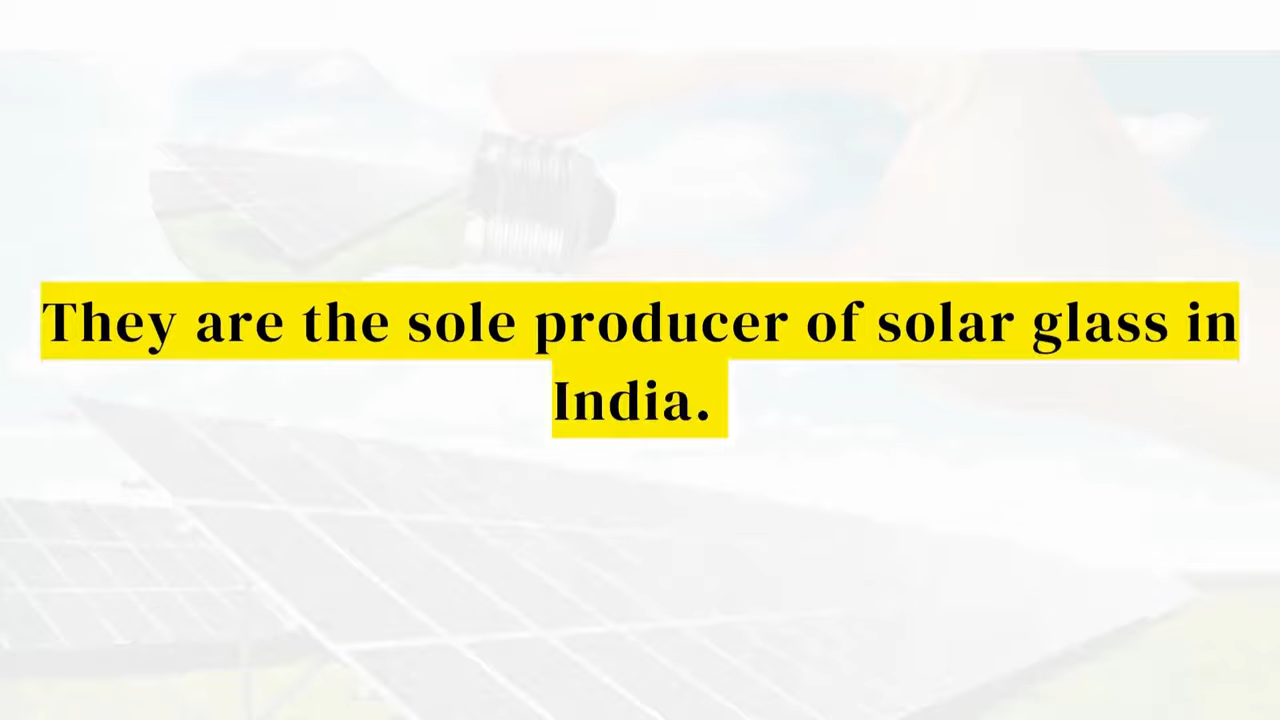 They are the sole producer of solar glass in
India.